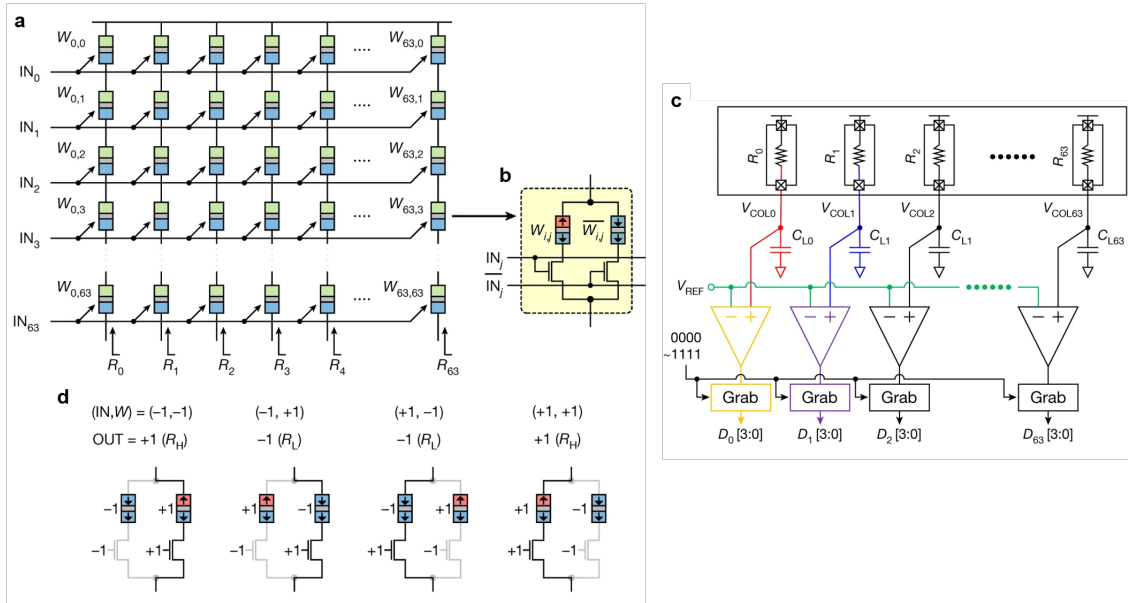 a
W0,0 W63,0
....
IN0
W0,1 W63,1
....
IN1
W0,2 W63,2
....
IN2
W0,3 W63,3
....
IN3
W0,63 W63,63
....
IN63
R0 R1 R2 R3 R4 R63
b
Wi,j W̅i,j
INj
I̅N̅j
c
R0 R1 R2 R63
VCOL0 VCOL1 VCOL2 VCOL63
CL0 CL1 CL1 CL63
VREF
− + − + − + − +
0000
~1111
Grab Grab Grab Grab
D0 [3:0] D1 [3:0] D2 [3:0] D63 [3:0]
d
(IN,W) = (−1,−1) (−1, +1) (+1, −1) (+1, +1)
OUT = +1 (RH) −1 (RL) −1 (RL) +1 (RH)
−1 +1 +1 −1 −1 +1 +1 −1
−1 +1 −1 +1 +1 −1 +1 −1